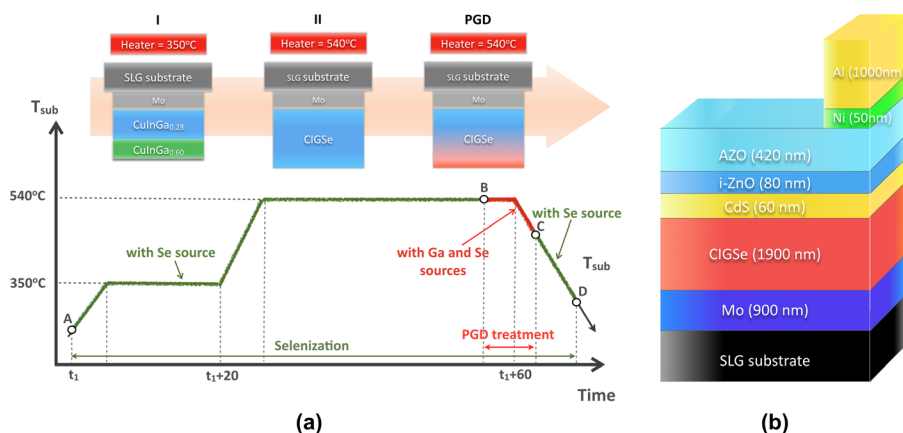 I
II
PGD
Heater = 350ºC
Heater = 540ºC
Heater = 540ºC
SLG substrate
SLG substrate
SLG substrate
Mo
Mo
Mo
CuInGa0.28
CuInGa0.60
CIGSe
CIGSe
Tsub
540ºC
350ºC
A
B
C
D
with Se source
with Ga and Se
sources
with Se source
Tsub
PGD treatment
Selenization
t1
t1+20
t1+60
Time
(a)
Al (1000nm)
Ni (50nm)
AZO (420 nm)
i-ZnO (80 nm)
CdS (60 nm)
CIGSe (1900 nm)
Mo (900 nm)
SLG substrate
(b)